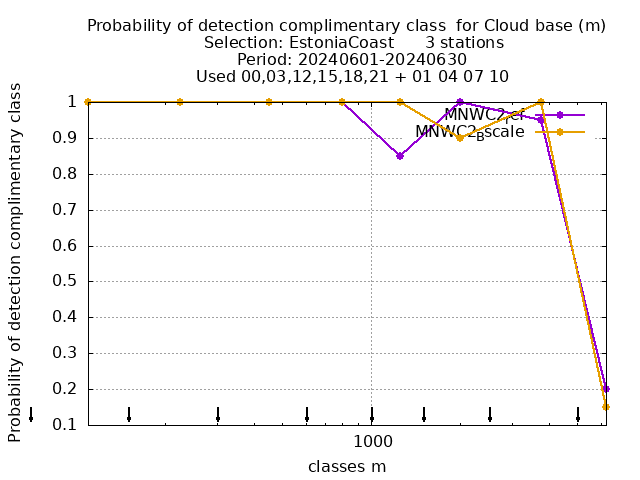 Probability of detection complimentary class  for Cloud base (m)
Selection: EstoniaCoast      3 stations
Period: 20240601-20240630
Used 00,03,12,15,18,21 + 01 04 07 10
Probability of detection complimentary class
1
0.9
0.8
0.7
0.6
0.5
0.4
0.3
0.2
0.1
MNWC2_ref
MNWC2_Bscale
1000
classes m